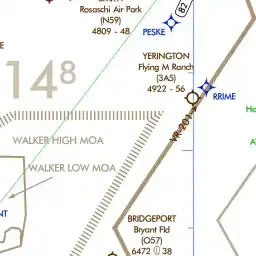 Rosaschi Air Park
(N59)
4809 - 48
PESKE
82
YERINGTON
Flying M Ranch
(3A5)
4922 - 56
RRIME
14⁸
VR-201
WALKER HIGH MOA
WALKER LOW MOA
NT
BRIDGEPORT
Bryant Fld
(O57)
6472 38